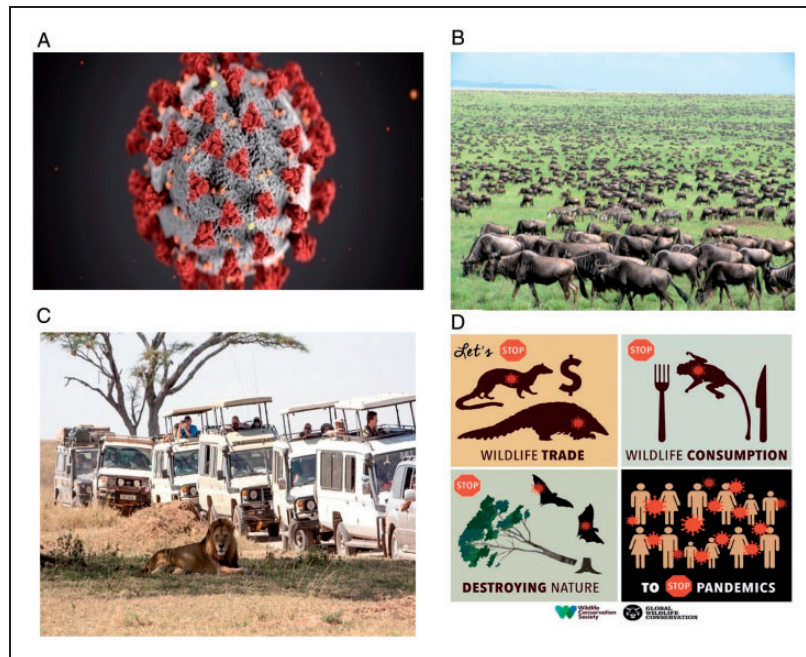 A
B
C
D
Let's STOP
WILDLIFE TRADE
STOP
WILDLIFE CONSUMPTION
STOP
DESTROYING NATURE
TO STOP PANDEMICS
Wildlife
Conservation
Society
GLOBAL
WILDLIFE
CONSERVATION